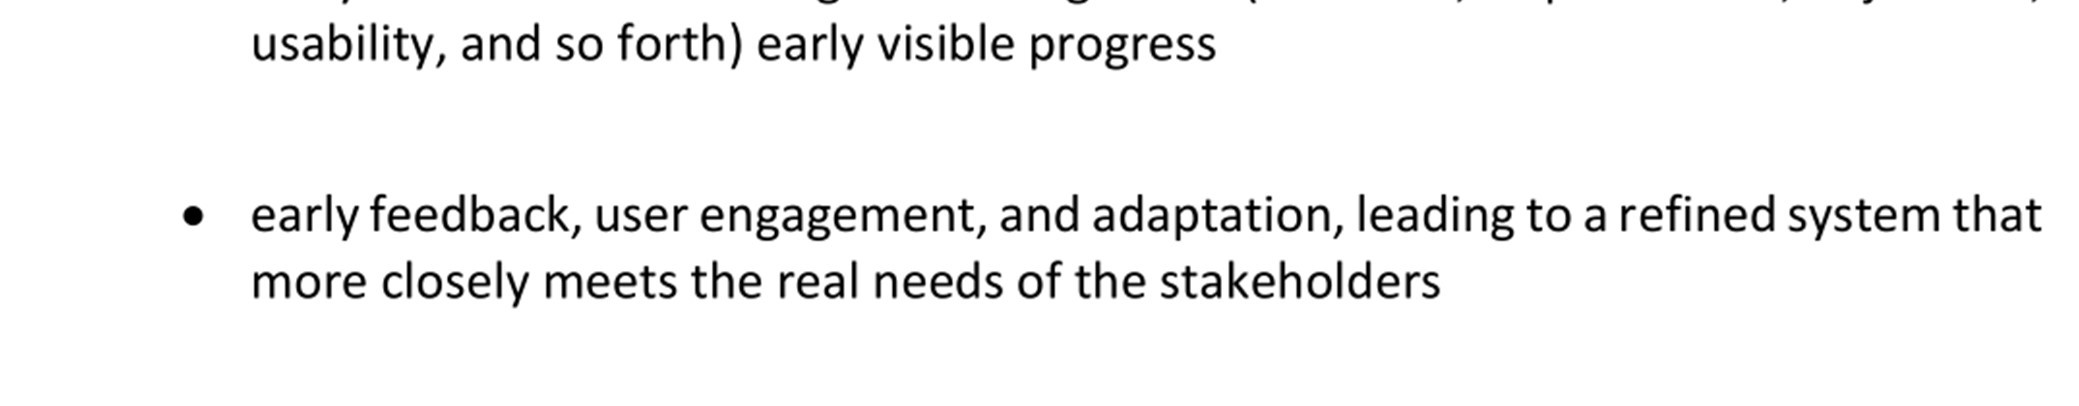 usability, and so forth) early visible progress
• early feedback, user engagement, and adaptation, leading to a refined system that
more closely meets the real needs of the stakeholders